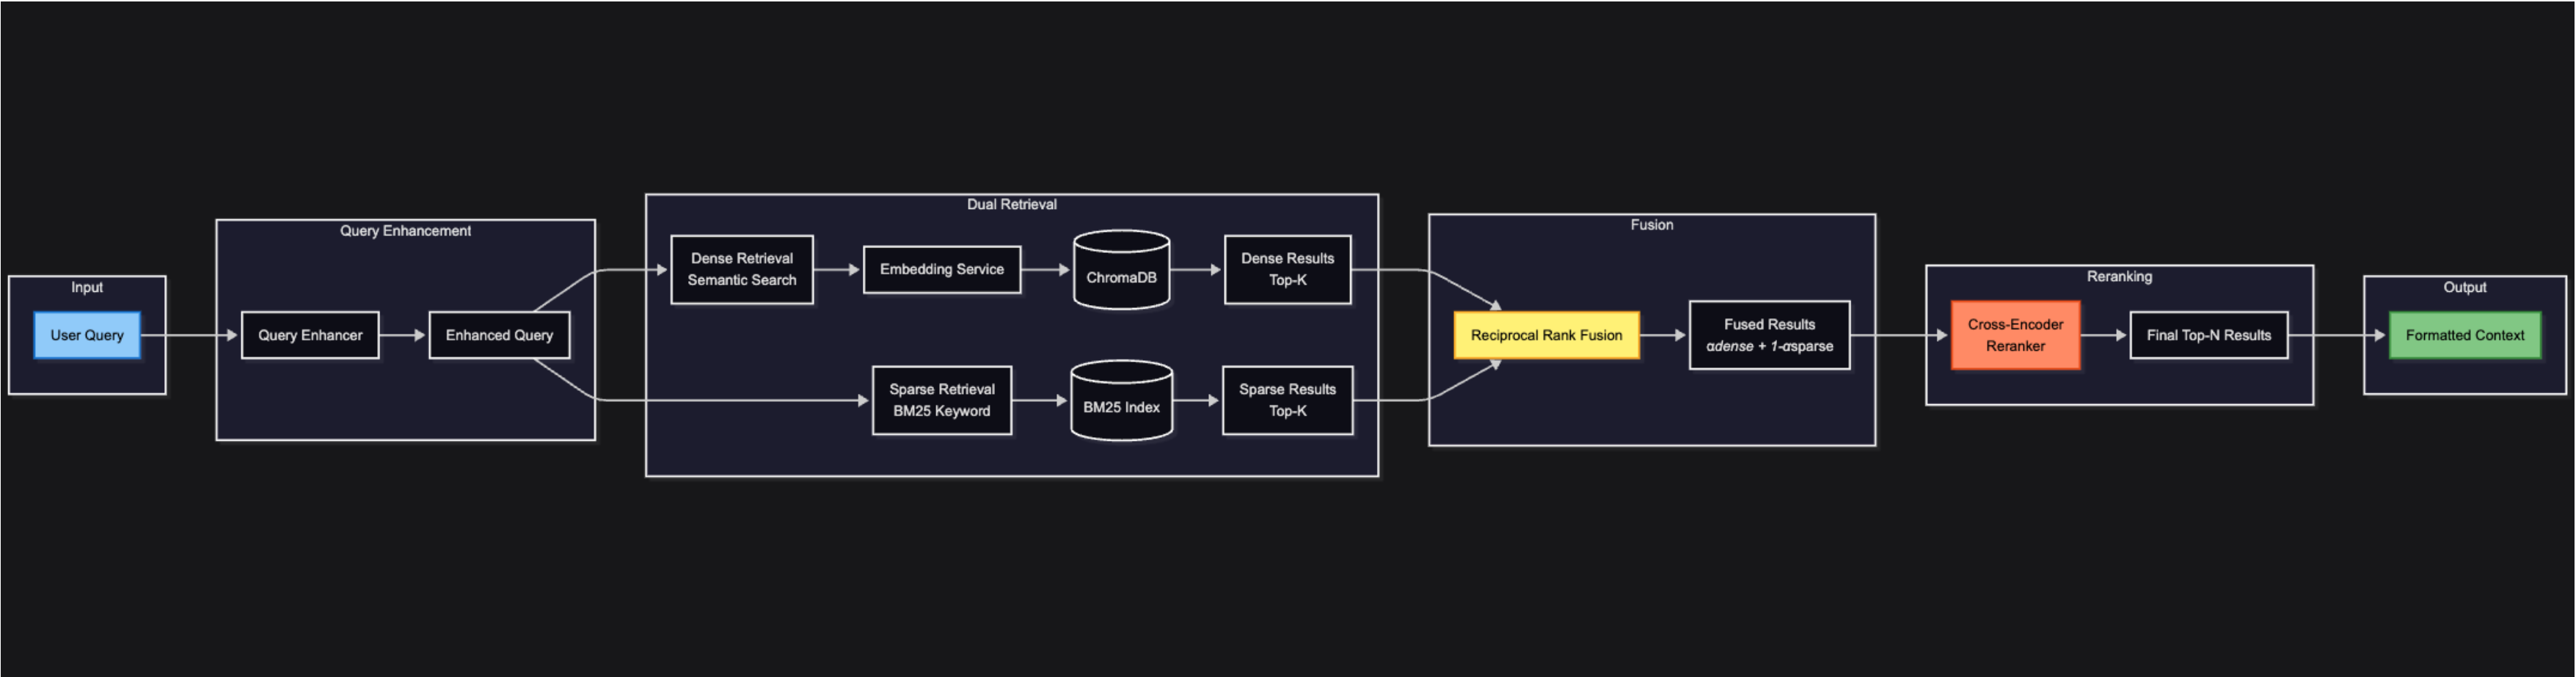 Input
User Query
Query Enhancement
Query Enhancer
Enhanced Query
Dual Retrieval
Dense Retrieval
Semantic Search
Embedding Service
ChromaDB
Dense Results
Top-K
Sparse Retrieval
BM25 Keyword
BM25 Index
Sparse Results
Top-K
Fusion
Reciprocal Rank Fusion
Fused Results
αdense + 1-αsparse
Reranking
Cross-Encoder
Reranker
Final Top-N Results
Output
Formatted Context